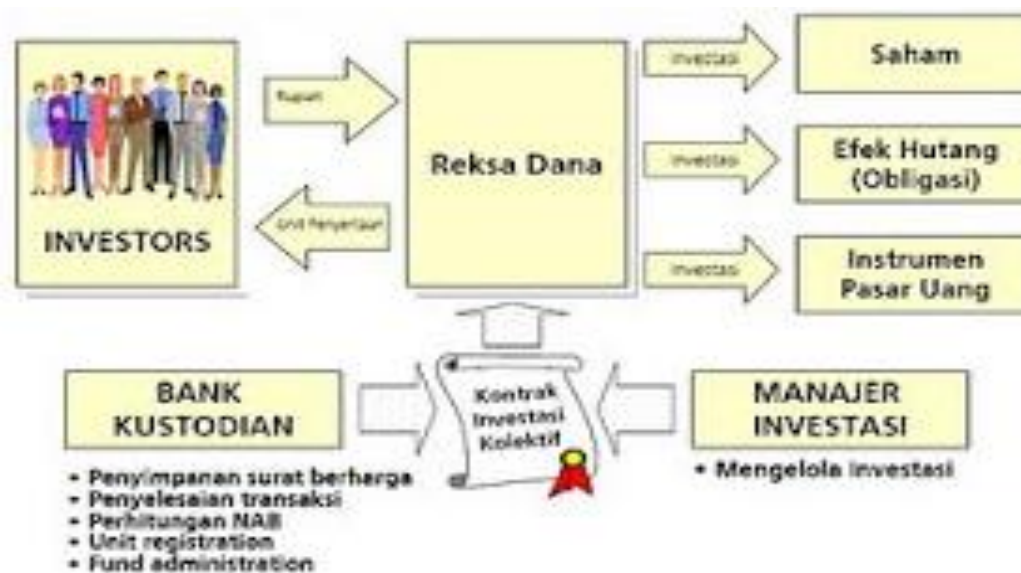 INVESTORS
Rupiah
Unit Penyertaan
Reksa Dana
Investasi
Saham
Investasi
Efek Hutang
(Obligasi)
Investasi
Instrumen
Pasar Uang
BANK
KUSTODIAN
• Penyimpanan surat berharga
• Penyelesaian transaksi
• Perhitungan NAB
• Unit registration
• Fund administration
Kontrak
Investasi
Kolektif
MANAJER
INVESTASI
• Mengelola Investasi